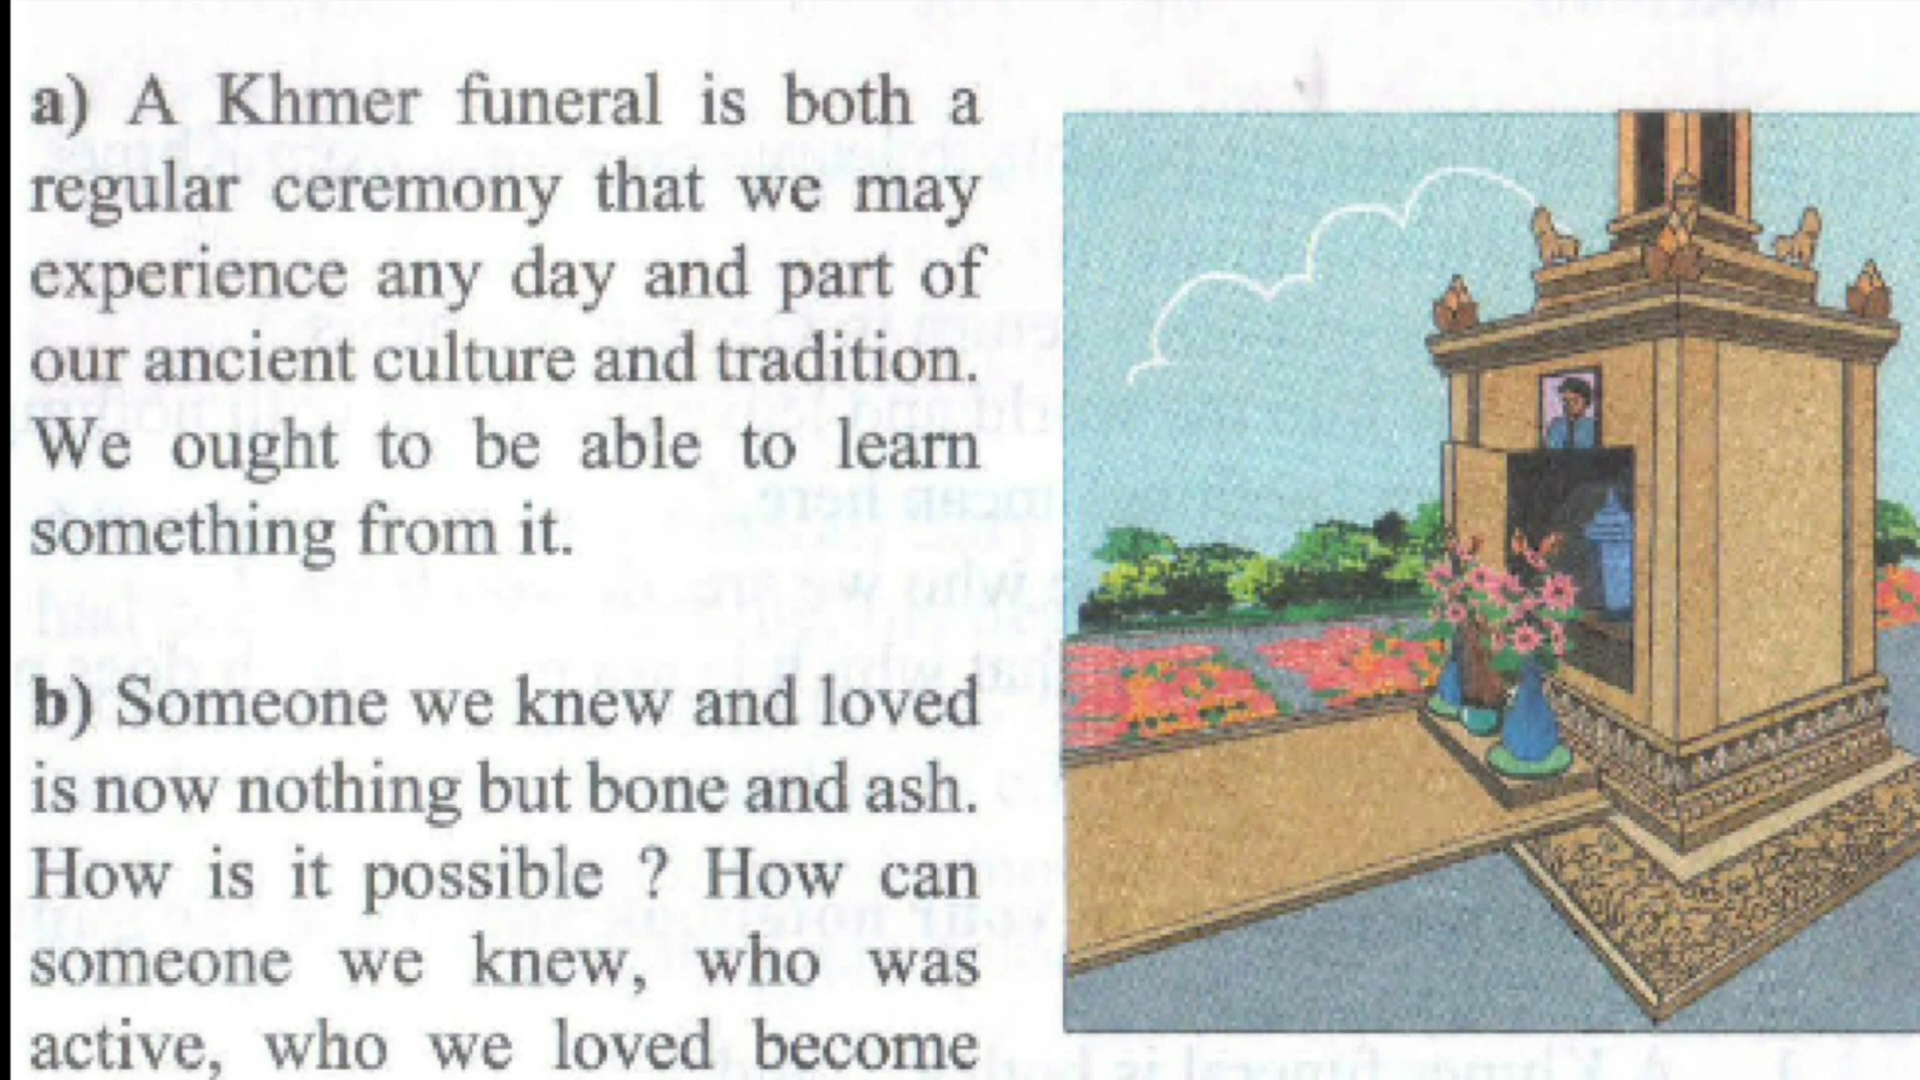 a) A Khmer funeral is both a
regular ceremony that we may
experience any day and part of
our ancient culture and tradition.
We ought to be able to learn
something from it.
b) Someone we knew and loved
is now nothing but bone and ash.
How is it possible ? How can
someone we knew, who was
active, who we loved become